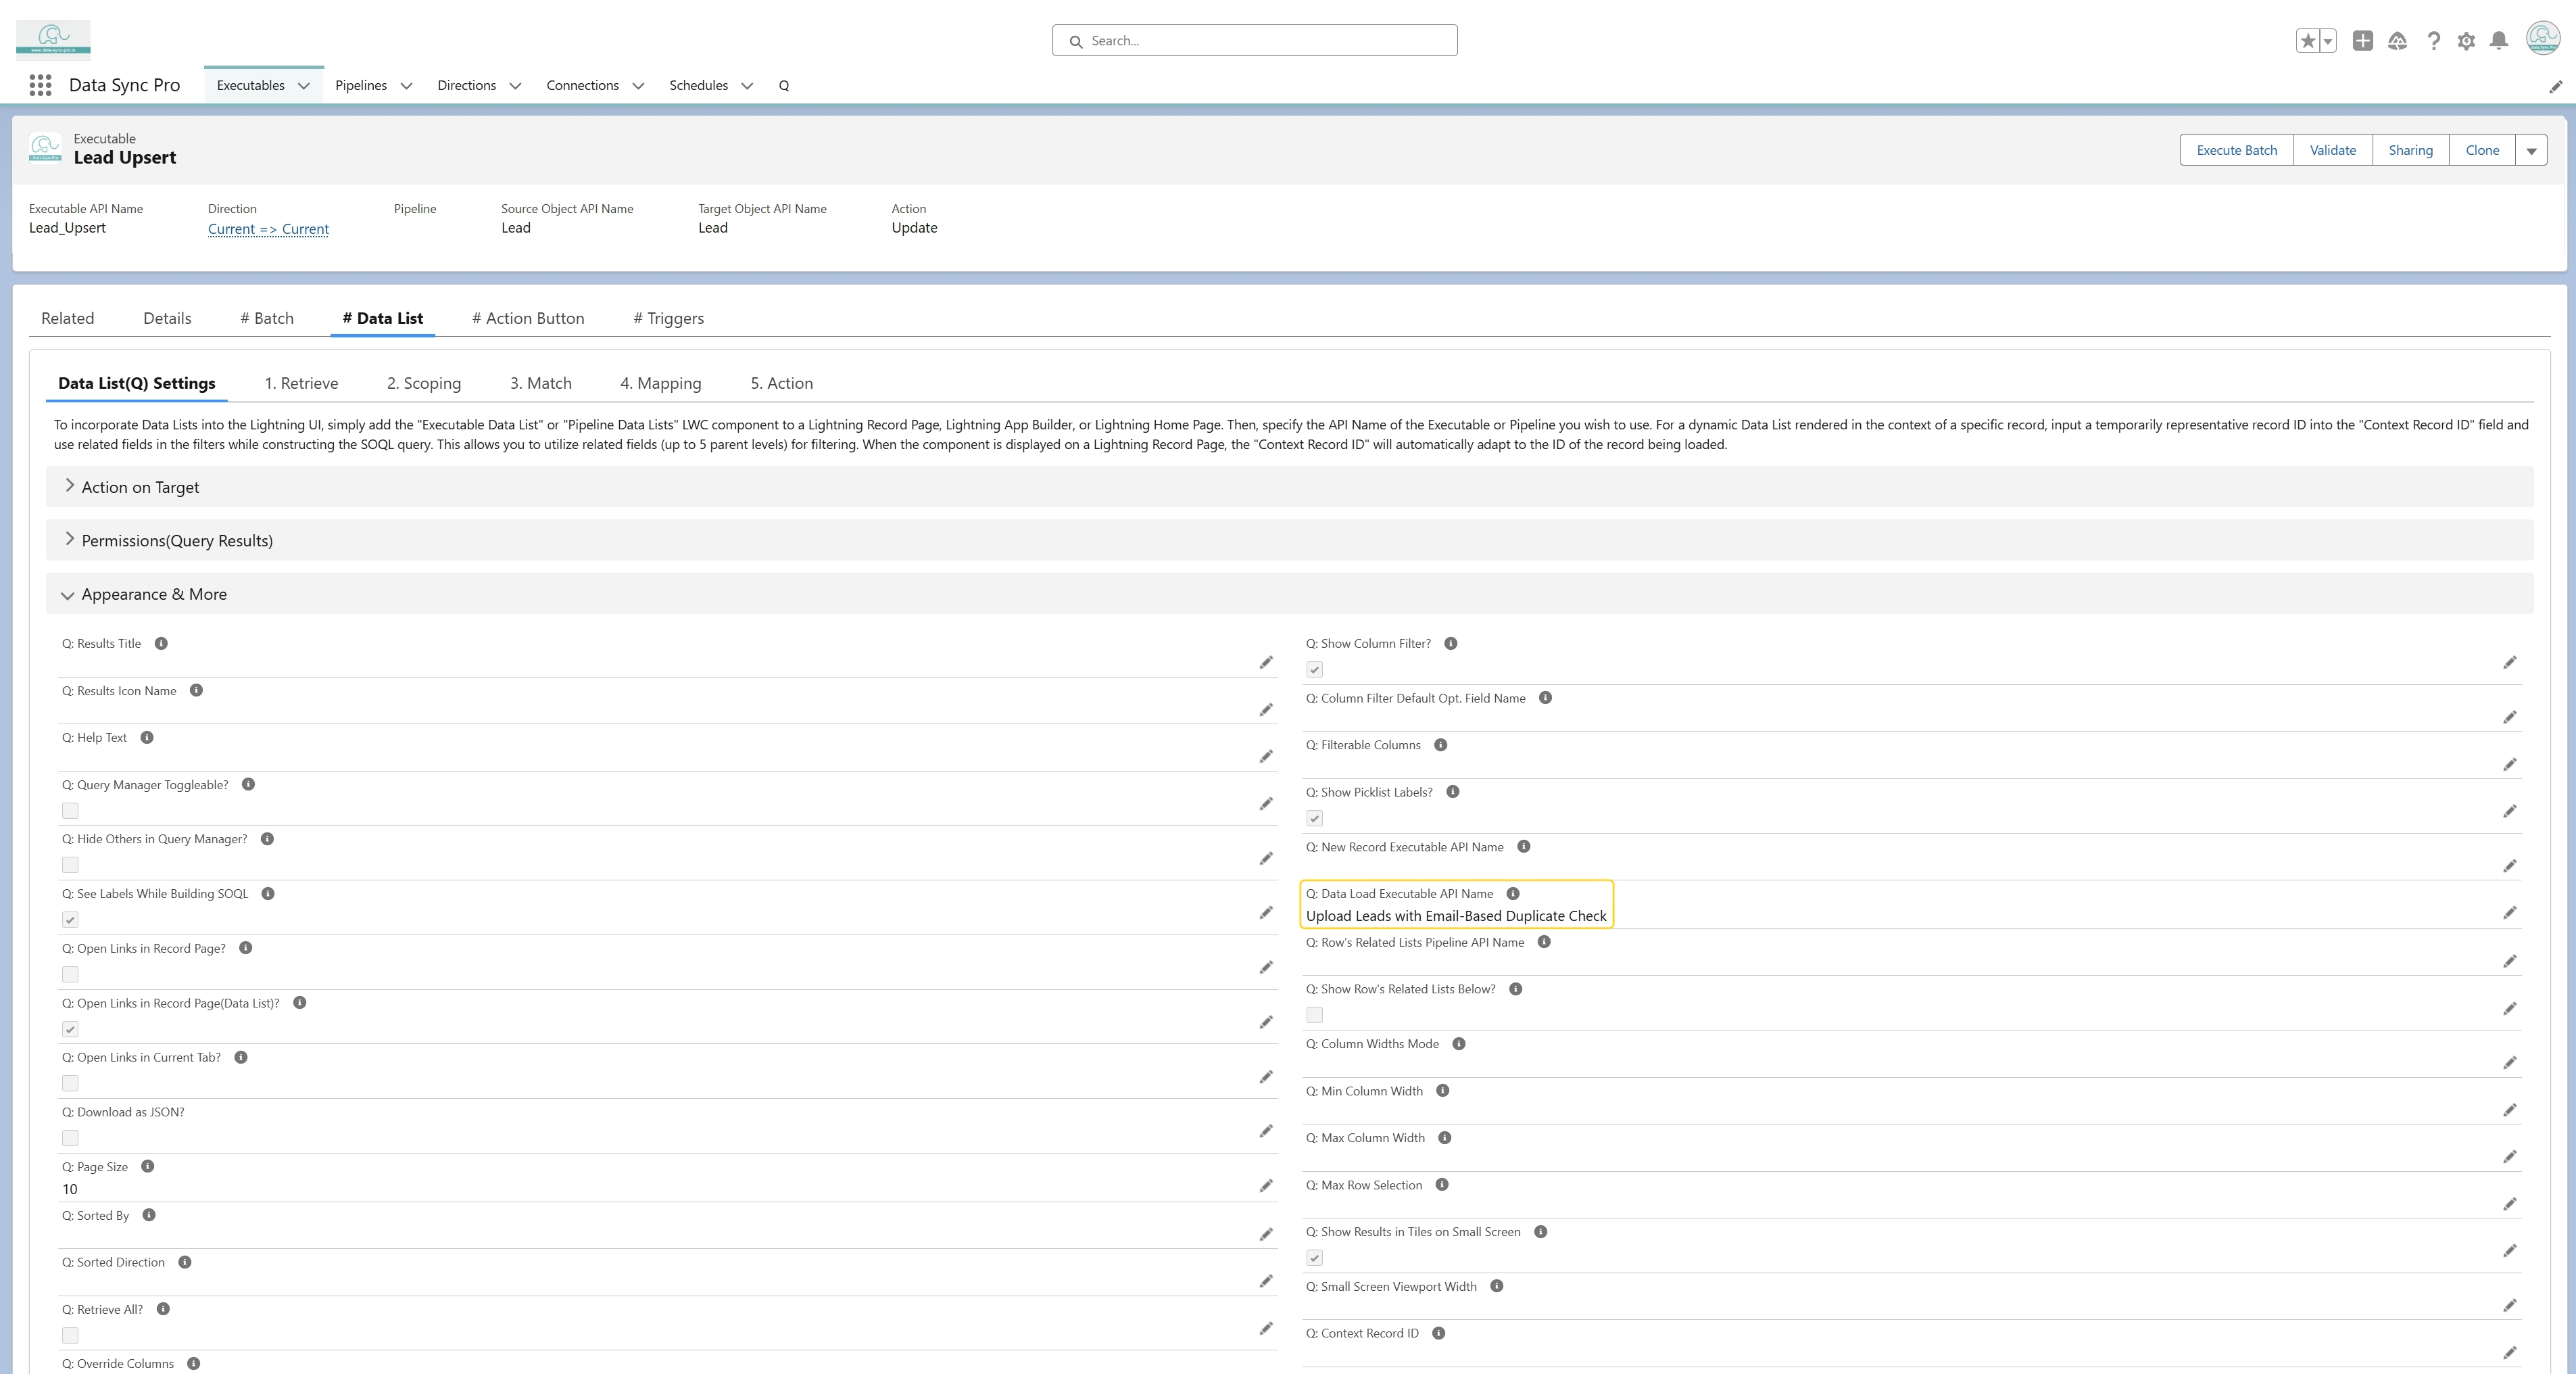 www.data-sync-pro.io
Search...
Data Sync Pro
Executables
Pipelines
Directions
Connections
Schedules
Q
Executable
Lead Upsert
Execute Batch
Validate
Sharing
Clone
Executable API Name
Lead_Upsert
Direction
Current => Current
Pipeline
Source Object API Name
Lead
Target Object API Name
Lead
Action
Update
Related
Details
# Batch
# Data List
# Action Button
# Triggers
Data List(Q) Settings
1. Retrieve
2. Scoping
3. Match
4. Mapping
5. Action
To incorporate Data Lists into the Lightning UI, simply add the "Executable Data List" or "Pipeline Data Lists" LWC component to a Lightning Record Page, Lightning App Builder, or Lightning Home Page. Then, specify the API Name of the Executable or Pipeline you wish to use. For a dynamic Data List rendered in the context of a specific record, input a temporarily representative record ID into the "Context Record ID" field and
use related fields in the filters while constructing the SOQL query. This allows you to utilize related fields (up to 5 parent levels) for filtering. When the component is displayed on a Lightning Record Page, the "Context Record ID" will automatically adapt to the ID of the record being loaded.
Action on Target
Permissions(Query Results)
Appearance & More
Q: Results Title
Q: Results Icon Name
Q: Help Text
Q: Query Manager Toggleable?
Q: Hide Others in Query Manager?
Q: See Labels While Building SOQL
Q: Open Links in Record Page?
Q: Open Links in Record Page(Data List)?
Q: Open Links in Current Tab?
Q: Download as JSON?
Q: Page Size
10
Q: Sorted By
Q: Sorted Direction
Q: Retrieve All?
Q: Override Columns
Q: Show Column Filter?
Q: Column Filter Default Opt. Field Name
Q: Filterable Columns
Q: Show Picklist Labels?
Q: New Record Executable API Name
Q: Data Load Executable API Name
Upload Leads with Email-Based Duplicate Check
Q: Row's Related Lists Pipeline API Name
Q: Show Row's Related Lists Below?
Q: Column Widths Mode
Q: Min Column Width
Q: Max Column Width
Q: Max Row Selection
Q: Show Results in Tiles on Small Screen
Q: Small Screen Viewport Width
Q: Context Record ID